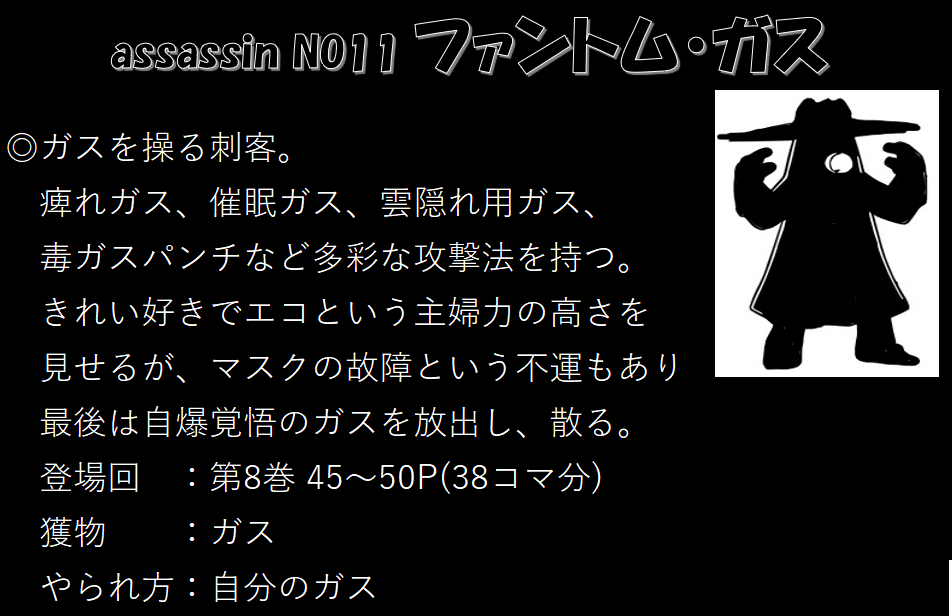 assassin NO11 ファントム・ガス
◎ガスを操る刺客。
痺れガス、催眠ガス、雲隠れ用ガス、
毒ガスパンチなど多彩な攻撃法を持つ。
きれい好きでエコという主婦力の高さを
見せるが、マスクの故障という不運もあり
最後は自爆覚悟のガスを放出し、散る。
登場回　：第8巻 45～50P(38コマ分)
獲物　　：ガス
やられ方：自分のガス